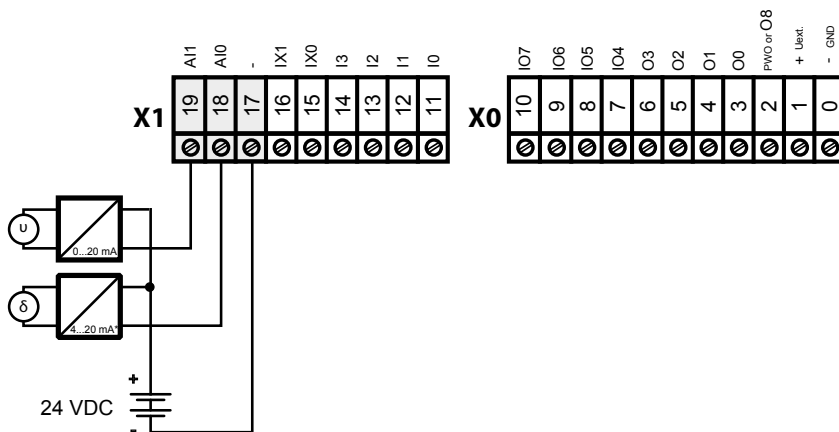 AI1 AI0 - IX1 IX0 I3 I2 I1 I0
IO7 IO6 IO5 IO4 O3 O2 O1 O0 PWO or O8 + Uext. - GND
X1 19 18 17 16 15 14 13 12 11
X0 10 9 8 7 6 5 4 3 2 1 0
υ
0...20 mA
δ
4...20 mA*
+
24 VDC
-